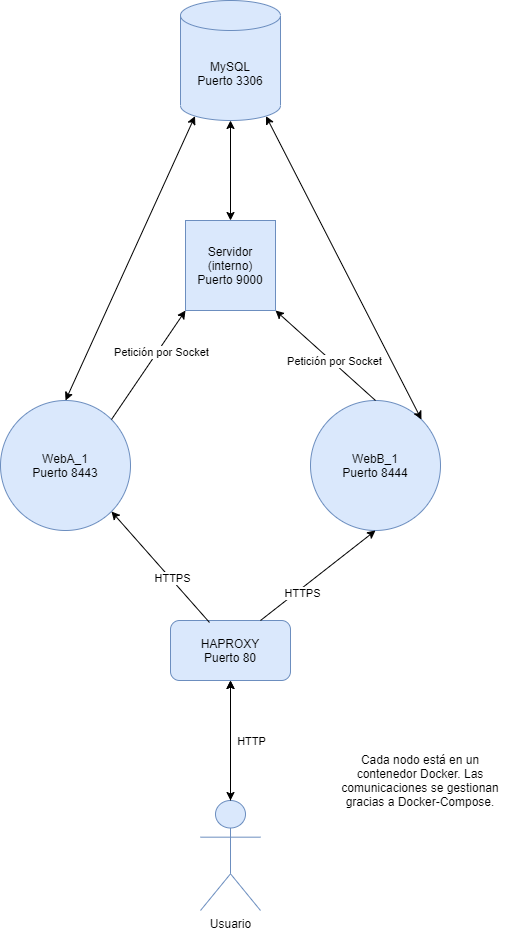 MySQL
Puerto 3306
Servidor
(interno)
Puerto 9000
Petición por Socket
Petición por Socket
WebA_1
Puerto 8443
WebB_1
Puerto 8444
HTTPS
HTTPS
HAPROXY
Puerto 80
HTTP
Cada nodo está en un
contenedor Docker. Las
comunicaciones se gestionan
gracias a Docker-Compose.
Usuario